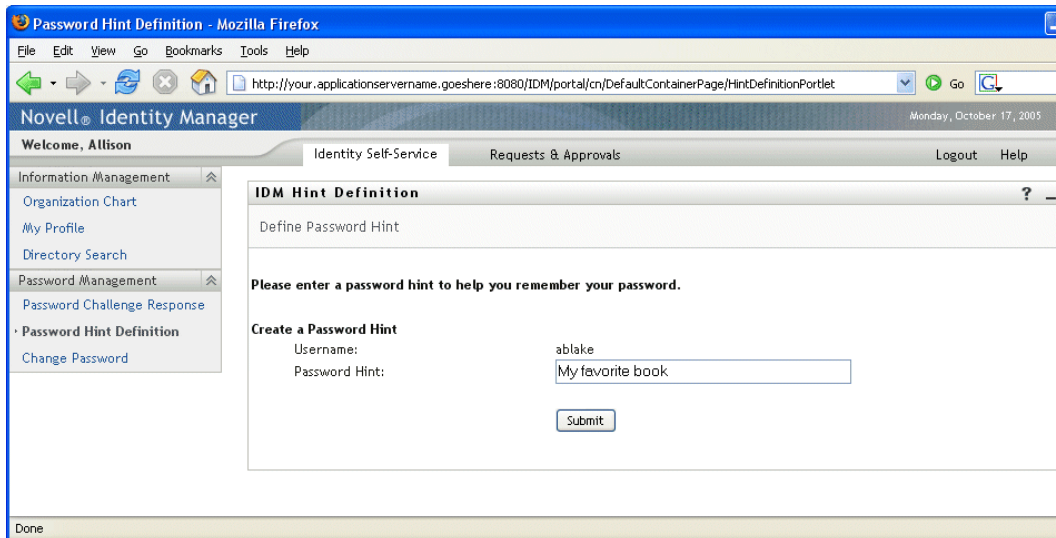 Password Hint Definition - Mozilla Firefox
File Edit View Go Bookmarks Tools Help
http://your.applicationservername.goeshere:8080/IDM/portal/cn/DefaultContainerPage/HintDefinitionPortlet Go G
Novell® Identity Manager Monday, October 17, 2005
Welcome, Allison Identity Self-Service Requests & Approvals Logout Help
Information Management
Organization Chart
My Profile
Directory Search
Password Management
Password Challenge Response
Password Hint Definition
Change Password
IDM Hint Definition ?
Define Password Hint
Please enter a password hint to help you remember your password.
Create a Password Hint
Username: ablake
Password Hint: My favorite book
Submit
Done